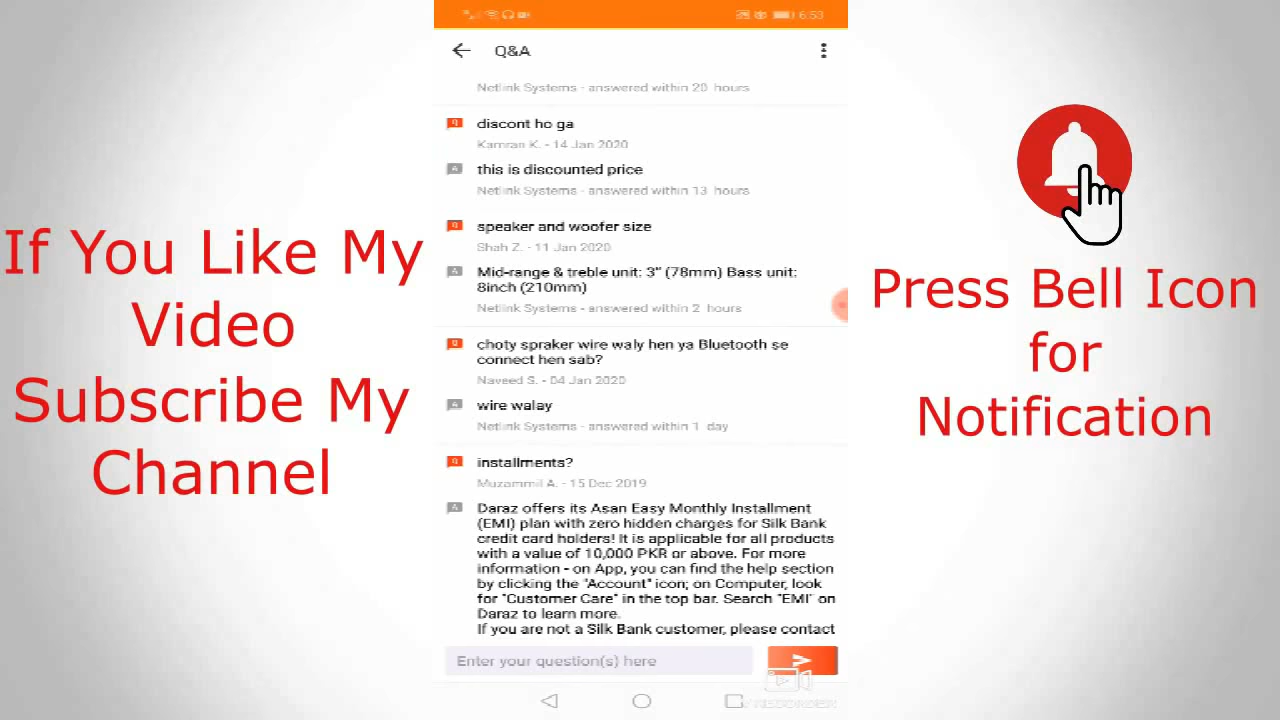 6:53
Q&A
Netlink Systems - answered within 20 hours
Q discont ho ga
Kamran K. - 14 Jan 2020
A this is discounted price
Netlink Systems - answered within 13 hours
Q speaker and woofer size
Shah Z. - 11 Jan 2020
A Mid-range & treble unit: 3" (78mm) Bass unit:
8inch (210mm)
Netlink Systems - answered within 2 hours
Q choty spraker wire waly hen ya Bluetooth se
connect hen sab?
Naveed S. - 04 Jan 2020
A wire walay
Netlink Systems - answered within 1 day
Q installments?
Muzammil A. - 15 Dec 2019
A Daraz offers its Asan Easy Monthly Installment
(EMI) plan with zero hidden charges for Silk Bank
credit card holders! It is applicable for all products
with a value of 10,000 PKR or above. For more
information - on App, you can find the help section
by clicking the "Account" icon; on Computer, look
for "Customer Care" in the top bar. Search "EMI" on
Daraz to learn more.
If you are not a Silk Bank customer, please contact
Enter your question(s) here
If You Like My
Video
Subscribe My
Channel
Press Bell Icon
for
Notification